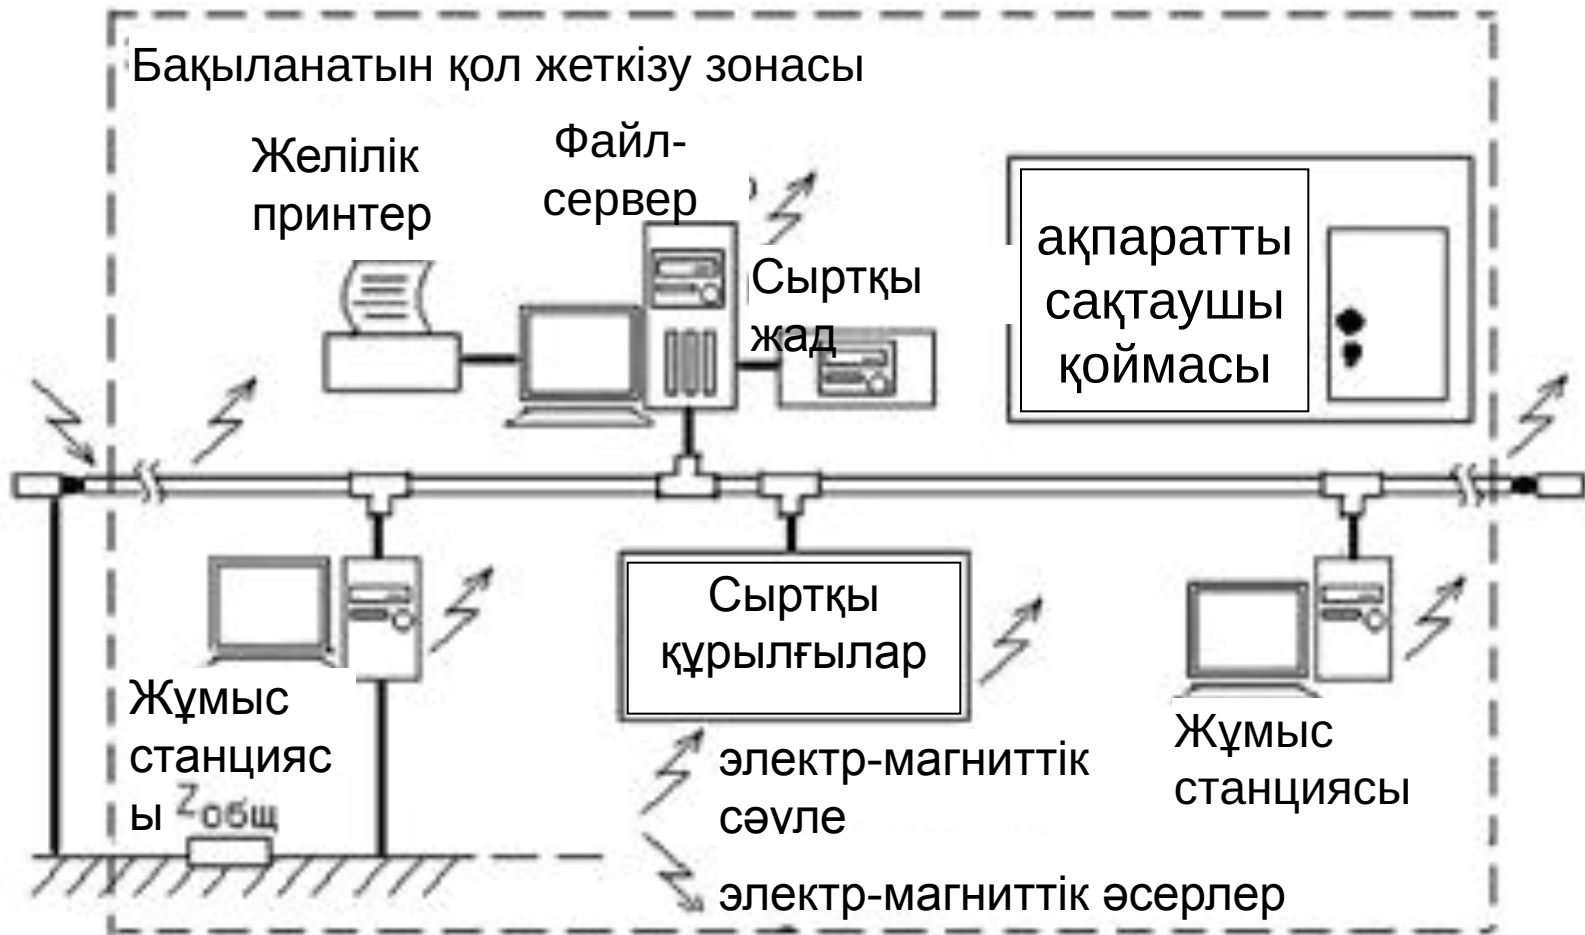 Бақыланатын қол жеткізу зонасы
Желілік
принтер
Файл-
сервер
Сыртқы
жад
ақпаратты
сақтаушы
қоймасы
Жұмыс
станцияс
ы
Zобщ
Сыртқы
құрылғылар
Жұмыс
станциясы
электр-магниттік
сәуле
электр-магниттік әсерлер